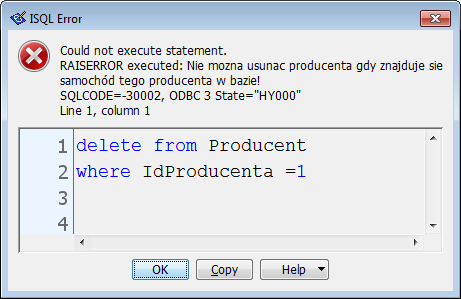 ISQL Error
Could not execute statement.
RAISERROR executed: Nie mozna usunac producenta gdy znajduje sie
samochód tego producenta w bazie!
SQLCODE=-30002, ODBC 3 State="HY000"
Line 1, column 1
1 delete from Producent
2 where IdProducenta =1
3
4
OK Copy Help